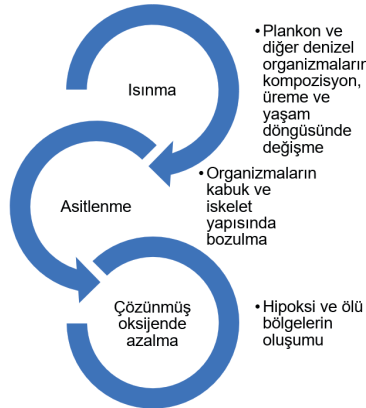 Isınma
•Plankon ve
diğer denizel
organizmaların
kompozisyon,
üreme ve
yaşam
döngüsünde
değişme
Asitlenme
•Organizmaların
kabuk ve
iskelet
yapısında
bozulma
Çözünmüş
oksijende
azalma
•Hipoksi ve ölü
bölgelerin
oluşumu